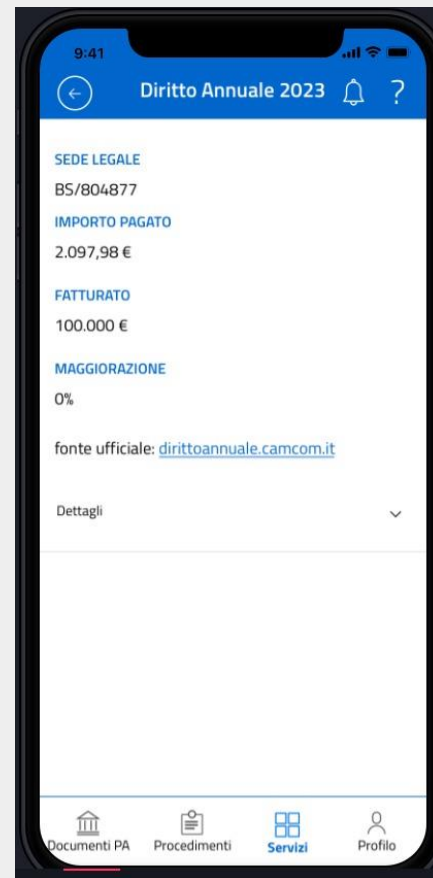 9:41
Diritto Annuale 2023 ?
SEDE LEGALE
BS/804877
IMPORTO PAGATO
2.097,98 €
FATTURATO
100.000 €
MAGGIORAZIONE
0%
fonte ufficiale: dirittoannuale.camcom.it
Dettagli
Documenti PA Procedimenti Servizi Profilo